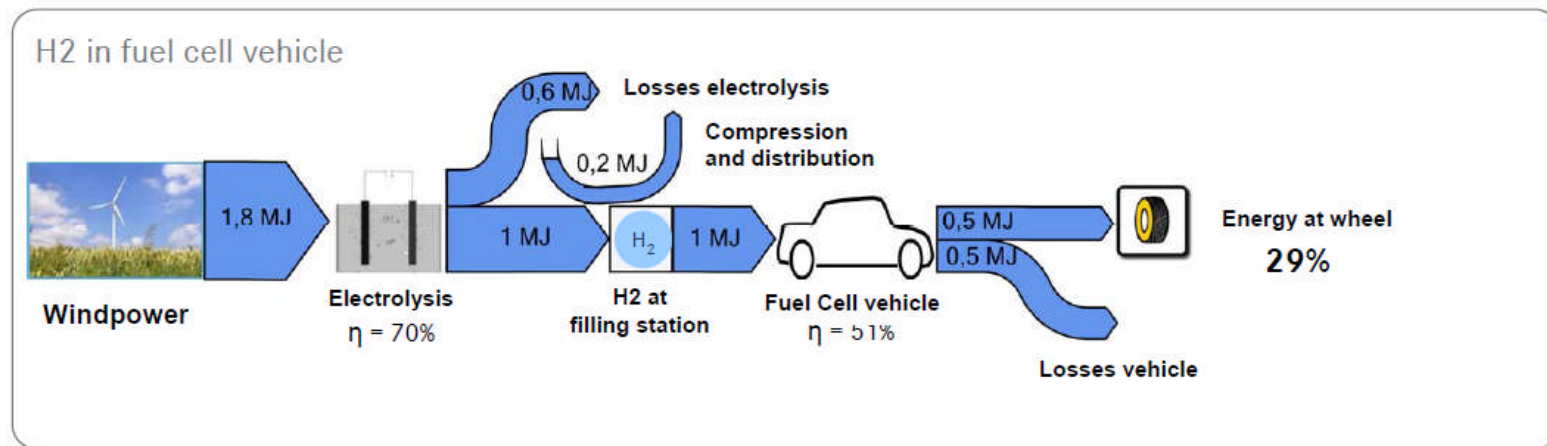 H2 in fuel cell vehicle
0,6 MJ
Losses electrolysis
Compression
and distribution
0,2 MJ
1,8 MJ
1 MJ
H2
1 MJ
0,5 MJ
0,5 MJ
Energy at wheel
29%
Windpower
Electrolysis
η = 70%
H2 at
filling station
Fuel Cell vehicle
η = 51%
Losses vehicle